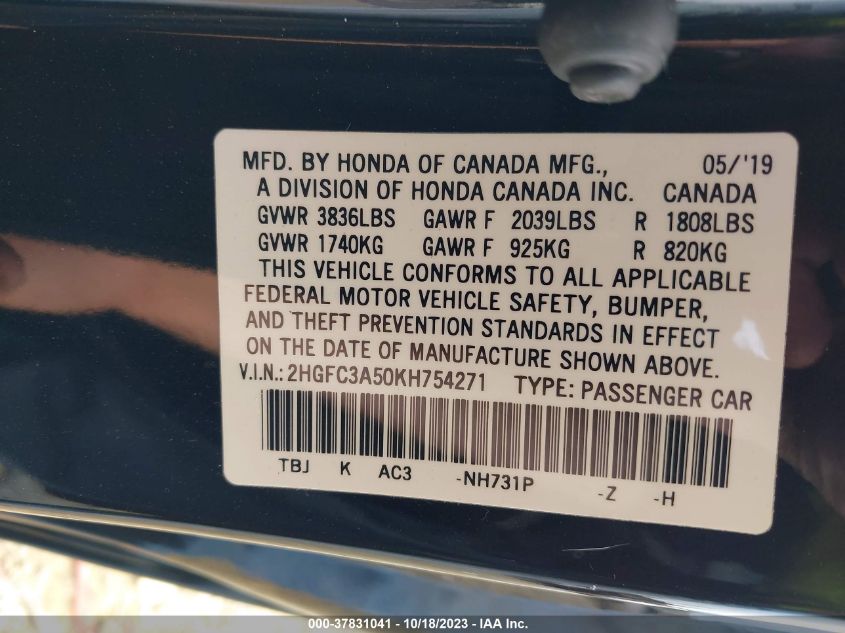 MFD. BY HONDA OF CANADA MFG., 05/'19
A DIVISION OF HONDA CANADA INC. CANADA
GVWR 3836LBS GAWR F 2039LBS R 1808LBS
GVWR 1740KG GAWR F 925KG R 820KG
THIS VEHICLE CONFORMS TO ALL APPLICABLE
FEDERAL MOTOR VEHICLE SAFETY, BUMPER,
AND THEFT PREVENTION STANDARDS IN EFFECT
ON THE DATE OF MANUFACTURE SHOWN ABOVE.
V.I.N.: 2HGFC3A50KH754271 TYPE: PASSENGER CAR
TBJ K AC3 -NH731P -Z -H
000-37831041 - 10/18/2023 - IAA Inc.